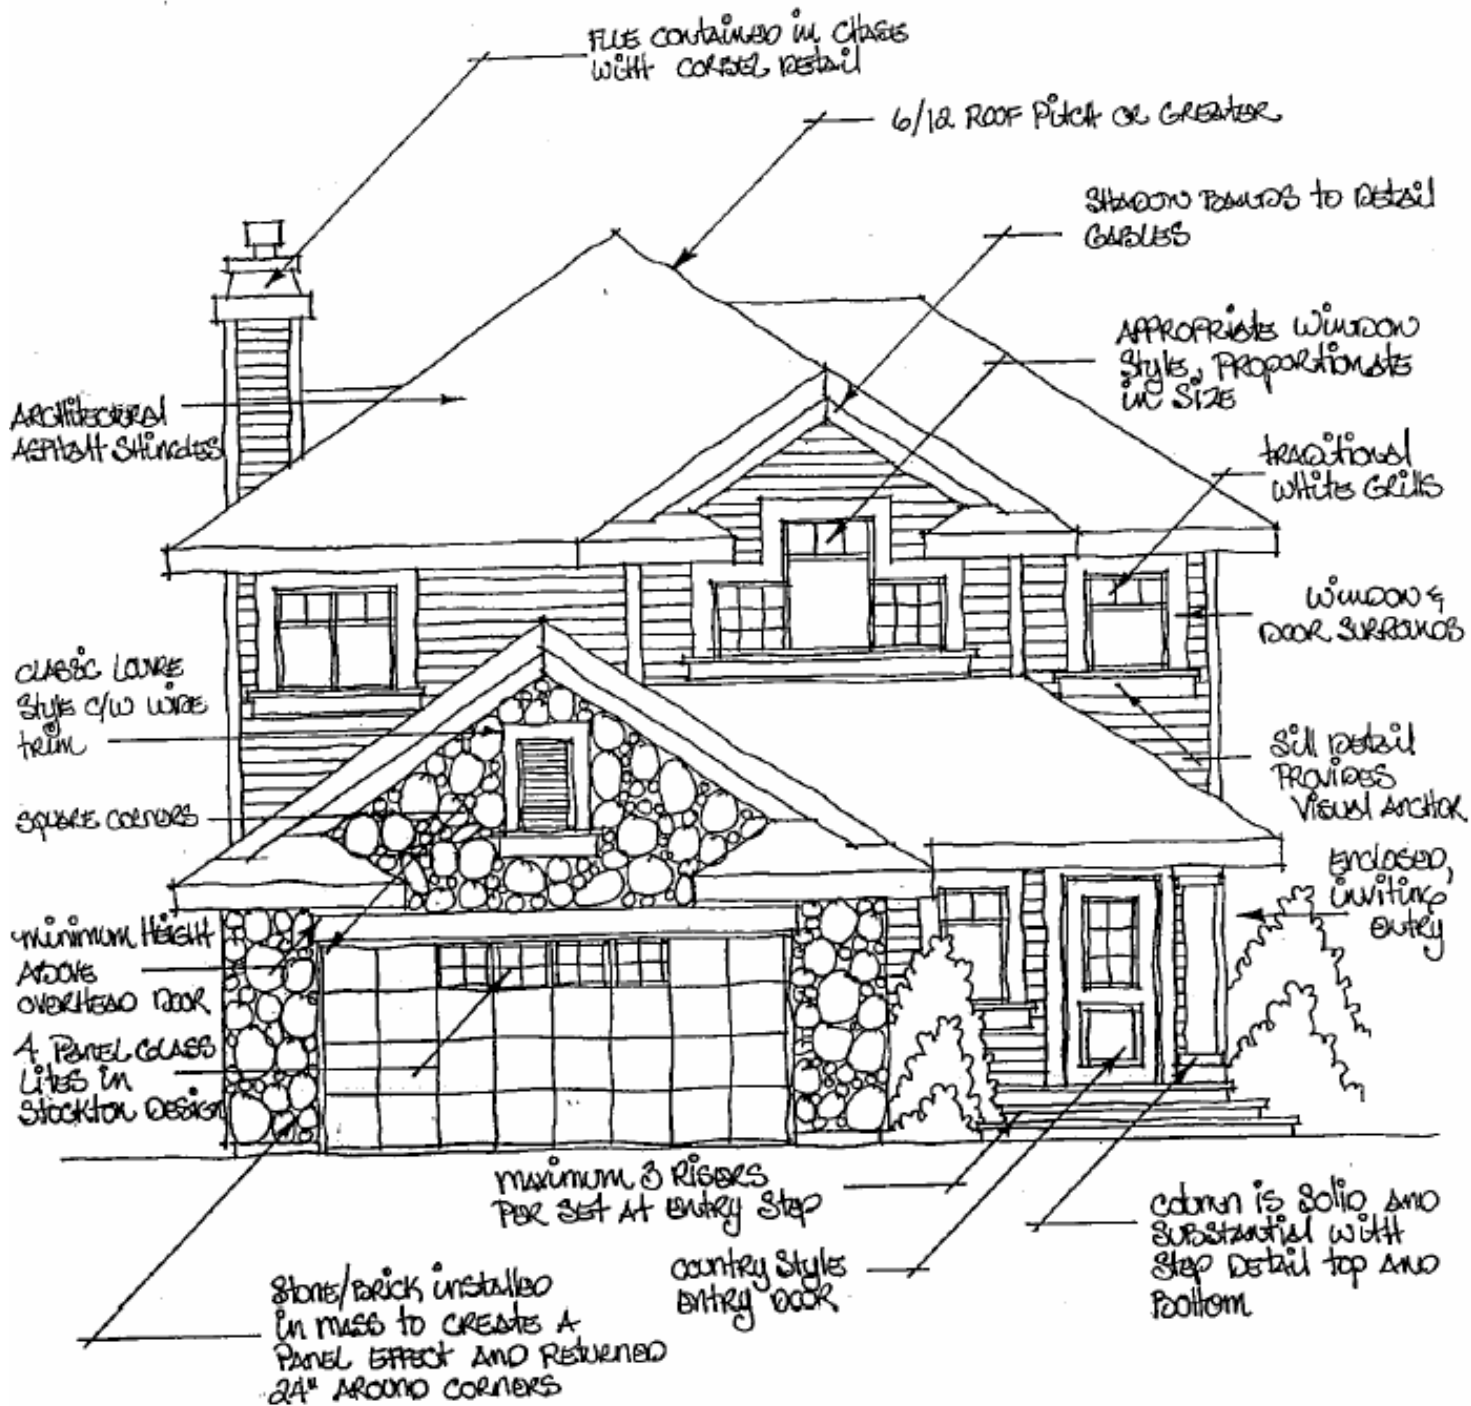 FLUE CONTAINED in CHASE
WITH CORBEL DETAIL
6/12 ROOF PITCH OR GREATER
SHADOW BANDS TO DETAIL
GABLES
APPROPRIATE WINDOW
STYLE, PROPORTIONATE
in SIZE
TRADITIONAL
WHITE GRILLS
WINDOW &
DOOR SURROUNDS
SILL DETAIL
PROVIDES
VISUAL ANCHOR
ENCLOSED,
INVITING
ENTRY
ARCHITECTURAL
ASPHALT SHINGLES
CLASSIC LOUVRE
STYLE C/W WIDE
TRIM
SQUARE CORNERS
MINIMUM HEIGHT
ABOVE
OVERHEAD DOOR
4 PANEL GLASS
LITES IN
STOCKTON DESIGN
MAXIMUM 3 RISERS
PER SET AT ENTRY STEP
COUNTRY STYLE
ENTRY DOOR
COLUMN IS SOLID AND
SUBSTANTIAL WITH
STEP DETAIL TOP AND
BOTTOM
STONE/BRICK INSTALLED
IN MASS TO CREATE A
PANEL EFFECT AND RETURNED
24" AROUND CORNERS